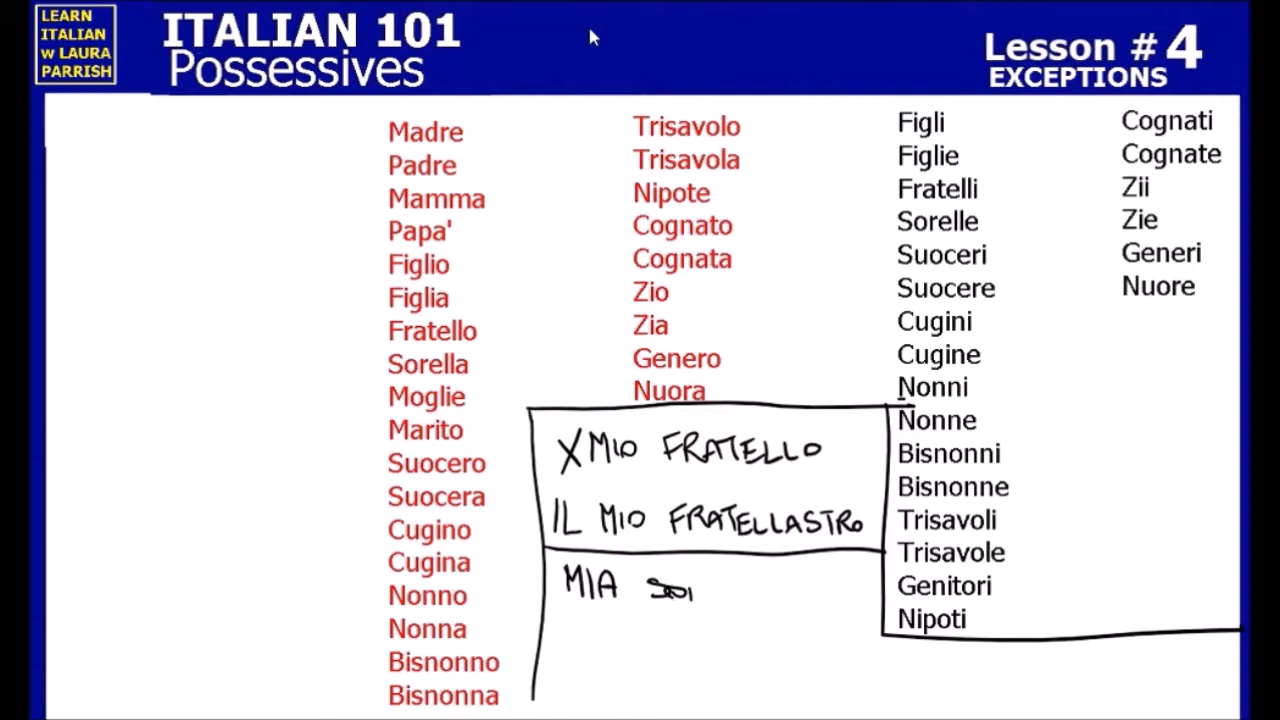 LEARN
ITALIAN
w LAURA
PARRISH
ITALIAN 101
Possessives
Lesson # 4
EXCEPTIONS
Madre
Padre
Mamma
Papa'
Figlio
Figlia
Fratello
Sorella
Moglie
Marito
Suocero
Suocera
Cugino
Cugina
Nonno
Nonna
Bisnonno
Bisnonna
Trisavolo
Trisavola
Nipote
Cognato
Cognata
Zio
Zia
Genero
Nuora
X MIO FRATELLO
IL MIO FRATELLASTRO
MIA
Figli
Figlie
Fratelli
Sorelle
Suoceri
Suocere
Cugini
Cugine
Nonni
Nonne
Bisnonni
Bisnonne
Trisavoli
Trisavole
Genitori
Nipoti
Cognati
Cognate
Zii
Zie
Generi
Nuore